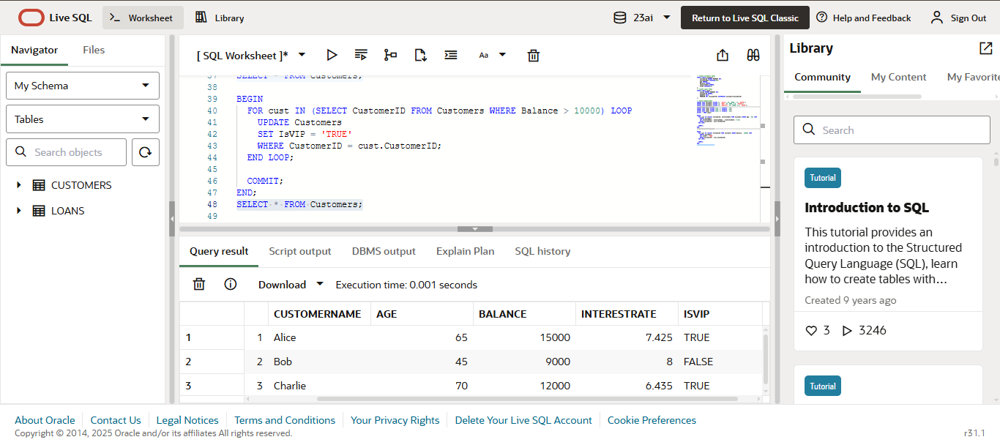 Live SQL
Worksheet
Library
23ai
Return to Live SQL Classic
Help and Feedback
Sign Out
Navigator
Files
My Schema
Tables
Search objects
CUSTOMERS
LOANS
[ SQL Worksheet ]*
Aa
37 SELECT * FROM Customers;
38
39 BEGIN
40 FOR cust IN (SELECT CustomerID FROM Customers WHERE Balance > 10000) LOOP
41 UPDATE Customers
42 SET IsVIP = 'TRUE'
43 WHERE CustomerID = cust.CustomerID;
44 END LOOP;
45
46 COMMIT;
47 END;
48 SELECT * FROM Customers;
49
Query result
Script output
DBMS output
Explain Plan
SQL history
Download
Execution time: 0.001 seconds
CUSTOMERNAME AGE BALANCE INTERESTRATE ISVIP
1 1 Alice 65 15000 7.425 TRUE
2 2 Bob 45 9000 8 FALSE
3 3 Charlie 70 12000 6.435 TRUE
Library
Community
My Content
My Favorite
Search
Tutorial
Introduction to SQL
This tutorial provides an
introduction to the Structured
Query Language (SQL), learn
how to create tables with...
Created 9 years ago
3 3246
Tutorial
About Oracle
Contact Us
Legal Notices
Terms and Conditions
Your Privacy Rights
Delete Your Live SQL Account
Cookie Preferences
Copyright © 2014, 2025 Oracle and/or its affiliates All rights reserved.
r31.1